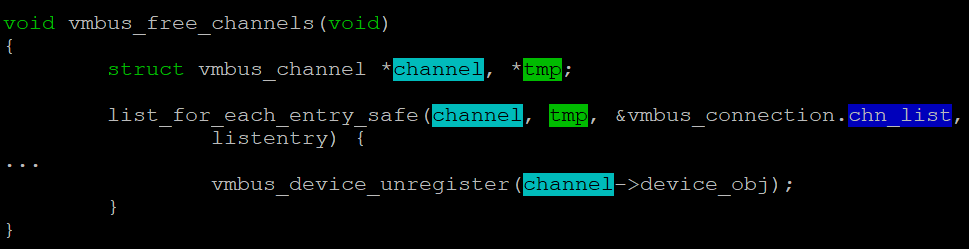 void vmbus_free_channels(void)
{
        struct vmbus_channel *channel, *tmp;

        list_for_each_entry_safe(channel, tmp, &vmbus_connection.chn_list,
                listentry) {
...
                vmbus_device_unregister(channel->device_obj);
        }
}